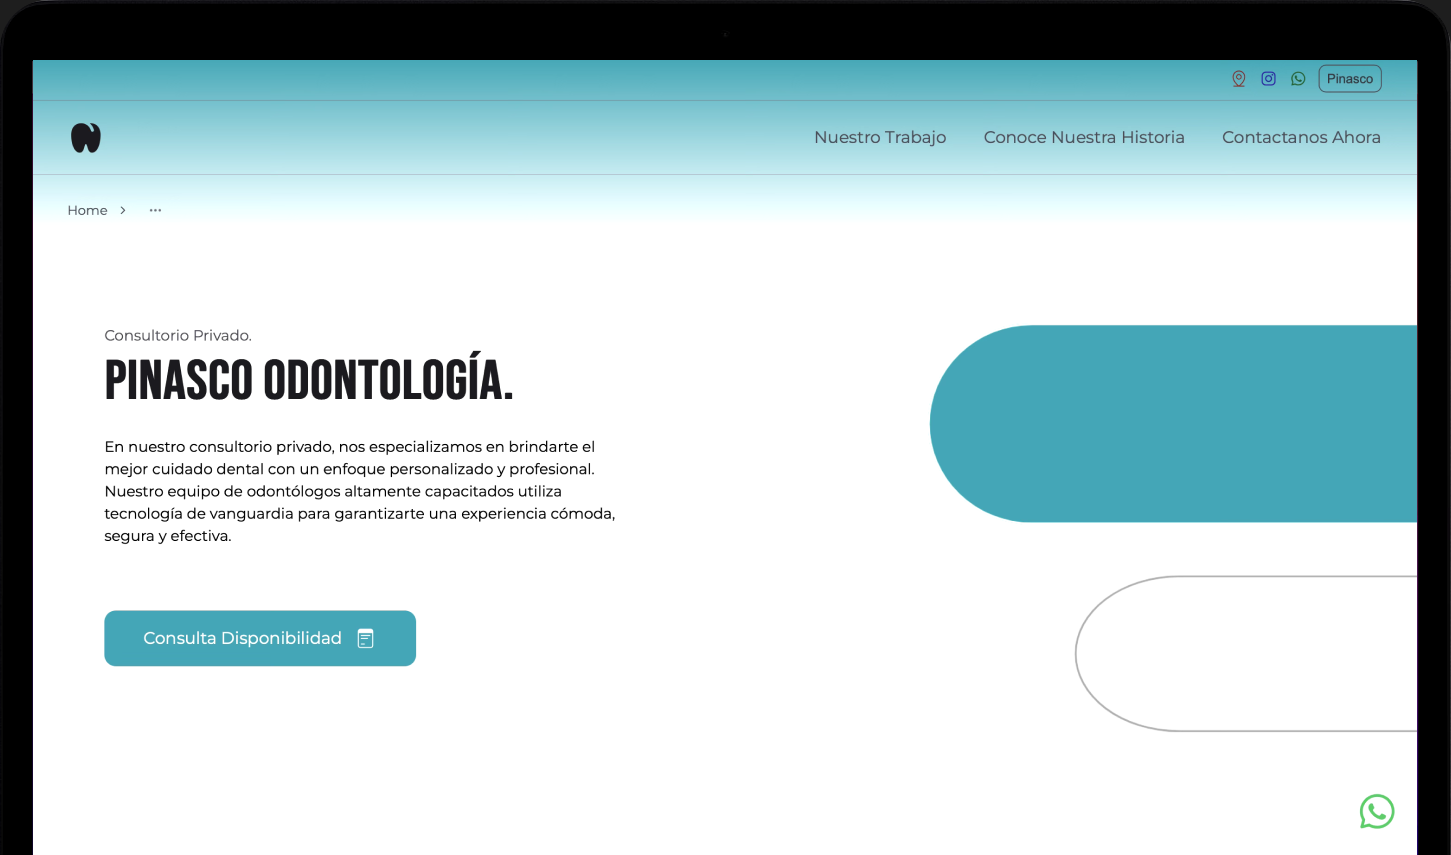 Pinasco
Nuestro Trabajo Conoce Nuestra Historia Contactanos Ahora
Home > ...
Consultorio Privado.
PINASCO ODONTOLOGÍA.
En nuestro consultorio privado, nos especializamos en brindarte el
mejor cuidado dental con un enfoque personalizado y profesional.
Nuestro equipo de odontólogos altamente capacitados utiliza
tecnología de vanguardia para garantizarte una experiencia cómoda,
segura y efectiva.
Consulta Disponibilidad